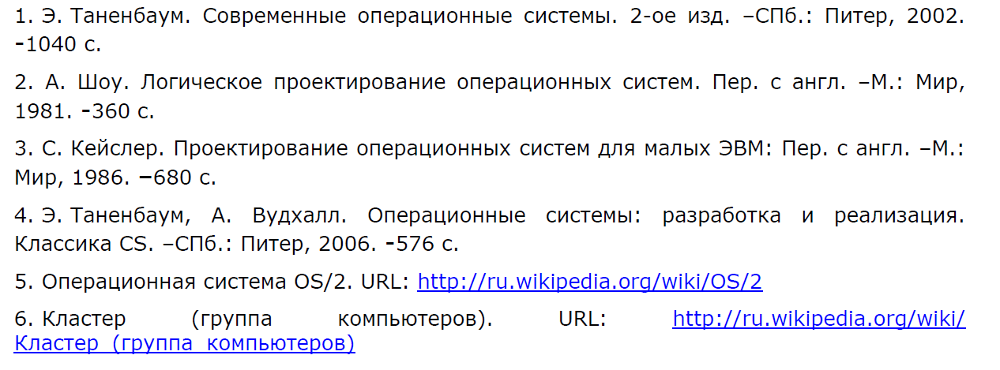 1. Э. Таненбаум. Современные операционные системы. 2-ое изд. –СПб.: Питер, 2002.
-1040 с.
2. А. Шоу. Логическое проектирование операционных систем. Пер. с англ. –М.: Мир,
1981. -360 с.
3. С. Кейслер. Проектирование операционных систем для малых ЭВМ: Пер. с англ. –М.:
Мир, 1986. –680 с.
4. Э. Таненбаум, А. Вудхалл. Операционные системы: разработка и реализация.
Классика CS. –СПб.: Питер, 2006. -576 с.
5. Операционная система OS/2. URL: http://ru.wikipedia.org/wiki/OS/2
6. Кластер (группа компьютеров). URL: http://ru.wikipedia.org/wiki/
Кластер_(группа_компьютеров)